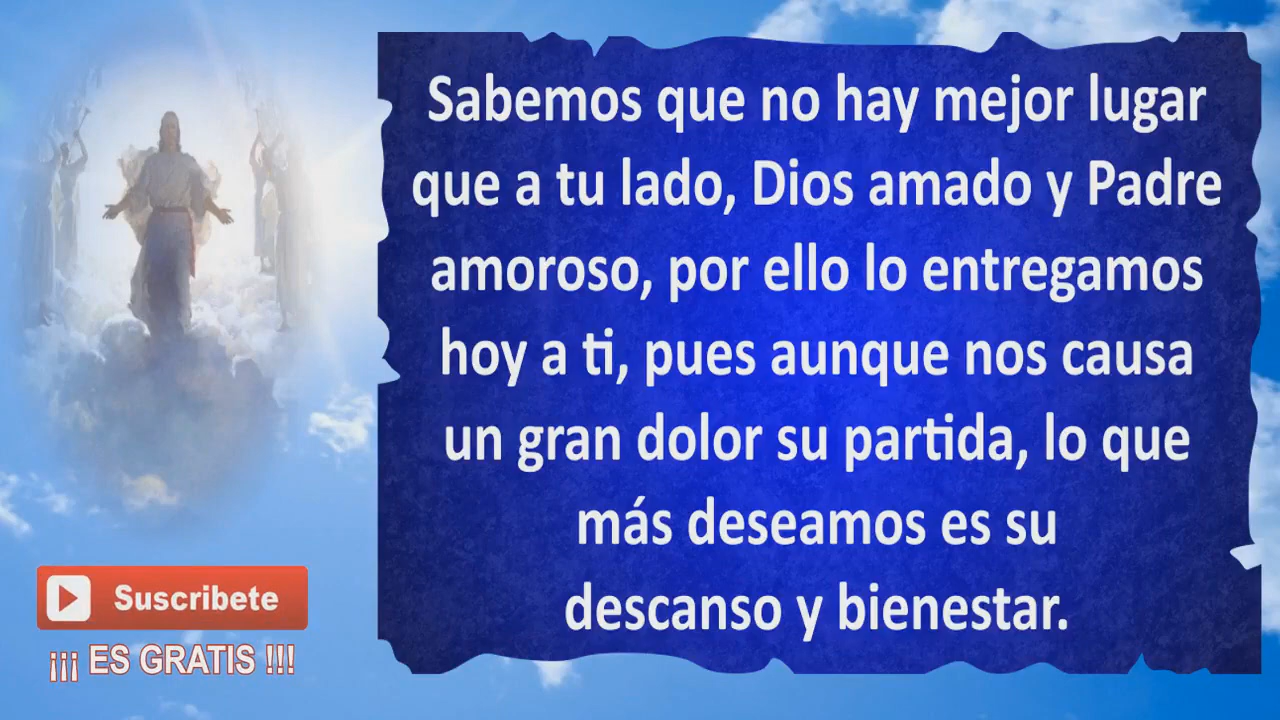 Sabemos que no hay mejor lugar
que a tu lado, Dios amado y Padre
amoroso, por ello lo entregamos
hoy a ti, pues aunque nos causa
un gran dolor su partida, lo que
más deseamos es su
descanso y bienestar.
Suscribete
¡¡¡ ES GRATIS !!!